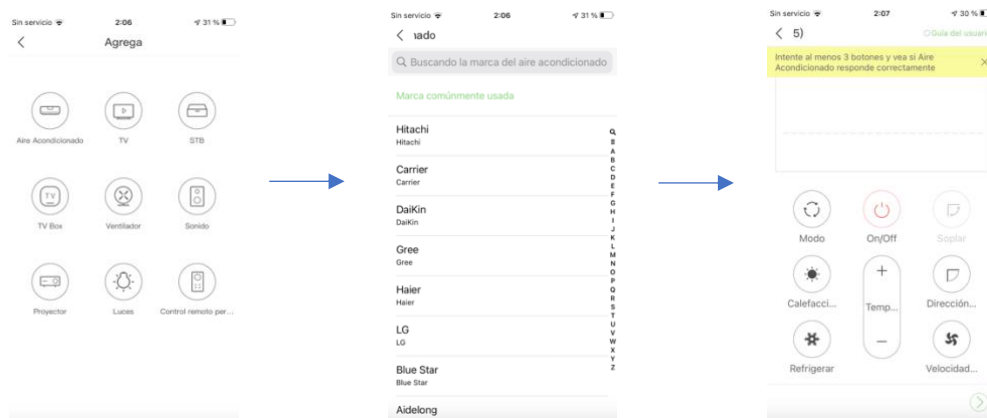 Sin servicio
2:06
31 %
Agrega
Aire Acondicionado
TV
STB
TV
TV Box
Ventilador
Sonido
Proyector
Luces
Control remoto per...
Sin servicio
2:06
31 %
nado
Buscando la marca del aire acondicionado
Marca comúnmente usada
Hitachi
Hitachi
Carrier
Carrier
DaiKin
DaiKin
Gree
Gree
Haier
Haier
LG
LG
Blue Star
Blue Star
Aidelong
A
B
C
D
E
F
G
H
I
J
K
L
M
N
O
P
Q
R
S
T
U
V
W
X
Y
Z
Sin servicio
2:07
30 %
5)
Guía del usuario
Intente al menos 3 botones y vea si Aire
Acondicionado responde correctamente
Modo
On/Off
Soplar
Calefacci...
+
Temp...
−
Dirección...
Refrigerar
Velocidad...